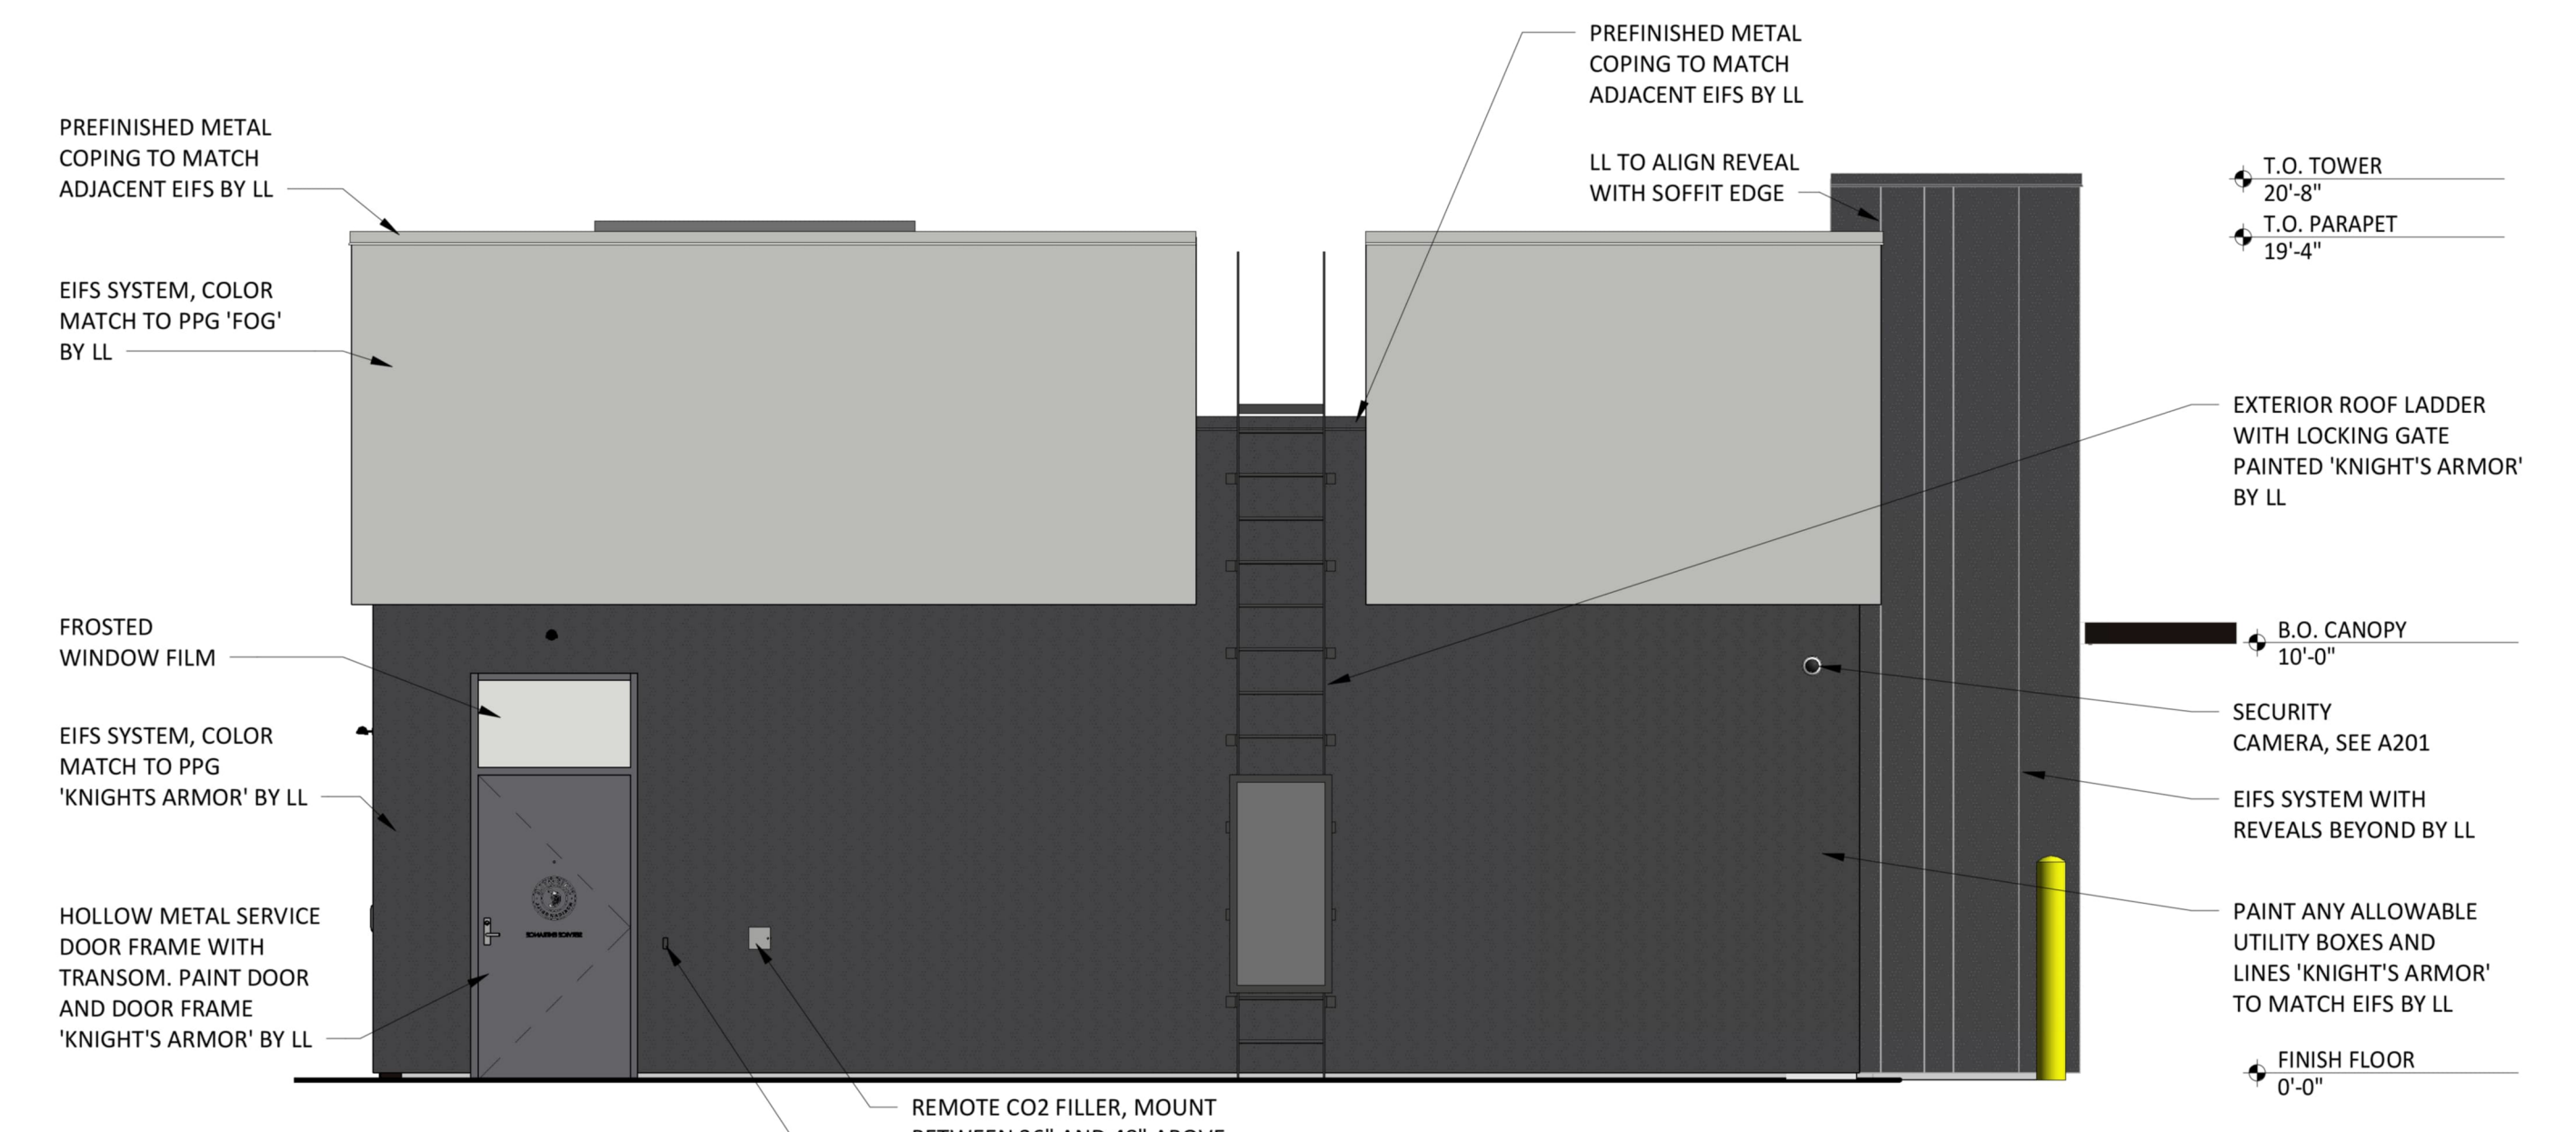 PREFINISHED METAL
COPING TO MATCH
ADJACENT EIFS BY LL
EIFS SYSTEM, COLOR
MATCH TO PPG 'FOG'
BY LL
FROSTED
WINDOW FILM
EIFS SYSTEM, COLOR
MATCH TO PPG
'KNIGHTS ARMOR' BY LL
HOLLOW METAL SERVICE
DOOR FRAME WITH
TRANSOM. PAINT DOOR
AND DOOR FRAME
'KNIGHT'S ARMOR' BY LL
PREFINISHED METAL
COPING TO MATCH
ADJACENT EIFS BY LL
LL TO ALIGN REVEAL
WITH SOFFIT EDGE
T.O. TOWER
20'-8"
T.O. PARAPET
19'-4"
EXTERIOR ROOF LADDER
WITH LOCKING GATE
PAINTED 'KNIGHT'S ARMOR'
BY LL
B.O. CANOPY
10'-0"
SECURITY
CAMERA, SEE A201
EIFS SYSTEM WITH
REVEALS BEYOND BY LL
PAINT ANY ALLOWABLE
UTILITY BOXES AND
LINES 'KNIGHT'S ARMOR'
TO MATCH EIFS BY LL
FINISH FLOOR
0'-0"
REMOTE CO2 FILLER, MOUNT